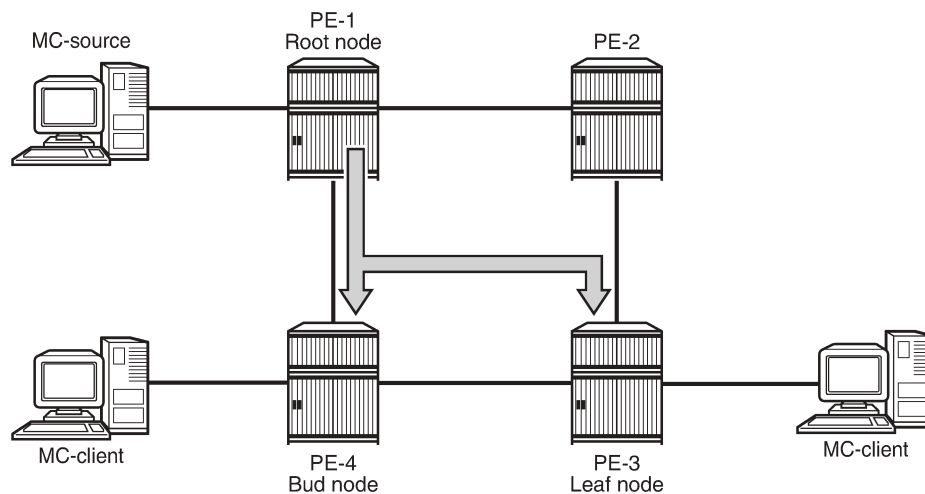 MC-source
PE-1
Root node
PE-2
MC-client
PE-4
Bud node
PE-3
Leaf node
MC-client